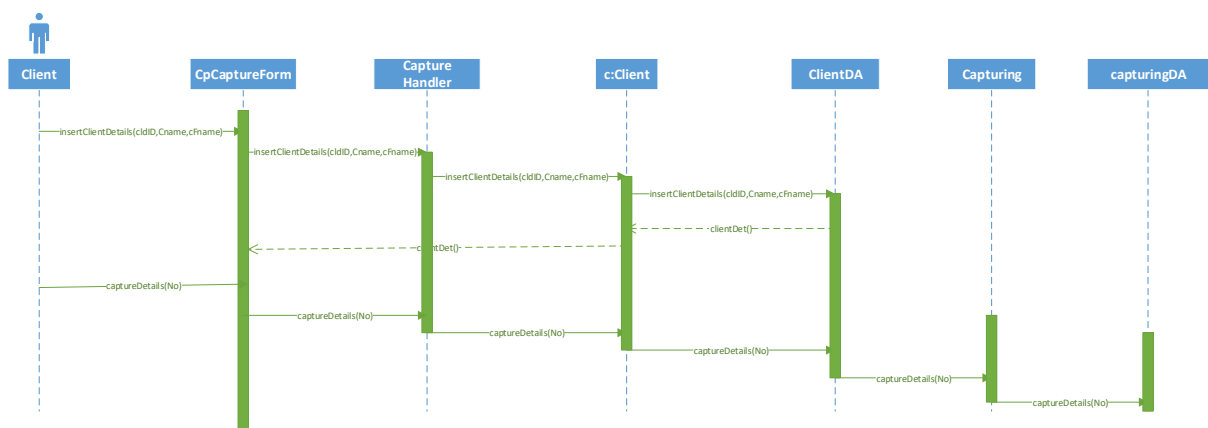 Client
CpCaptureForm
Capture
Handler
c:Client
ClientDA
Capturing
capturingDA
insertClientDetails(cldID,Cname,cFname)
insertClientDetails(cldID,Cname,cFname)
insertClientDetails(cldID,Cname,cFname)
insertClientDetails(cldID,Cname,cFname)
clientDet()
clientDet()
captureDetails(No)
captureDetails(No)
captureDetails(No)
captureDetails(No)
captureDetails(No)
captureDetails(No)